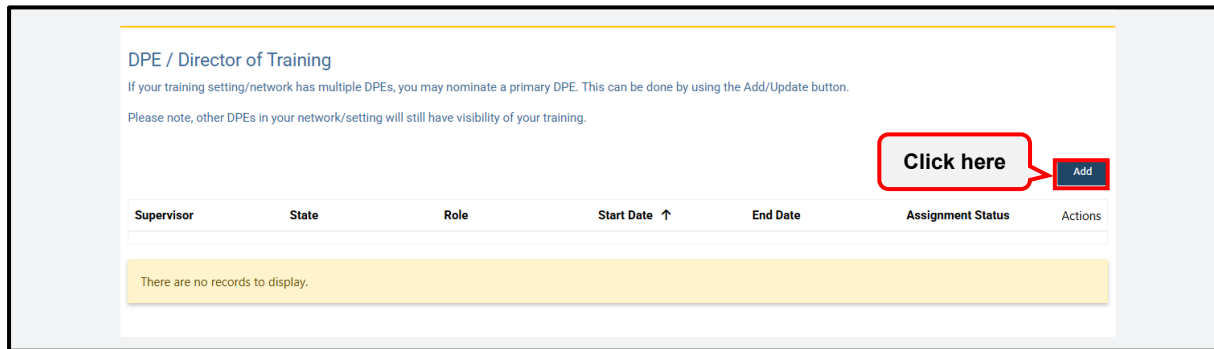 DPE / Director of Training
If your training setting/network has multiple DPEs, you may nominate a primary DPE. This can be done by using the Add/Update button.
Please note, other DPEs in your network/setting will still have visibility of your training.
Click here
Add
Supervisor State Role Start Date ↑ End Date Assignment Status Actions
There are no records to display.